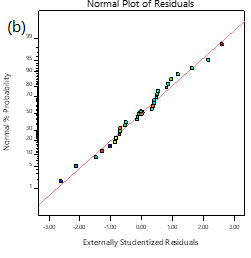 Normal Plot of Residuals
(b)
Normal % Probability
99
95
90
80
70
50
30
20
10
5
1
-3.00 -2.00 -1.00 0.00 1.00 2.00 3.00
Externally Studentized Residuals